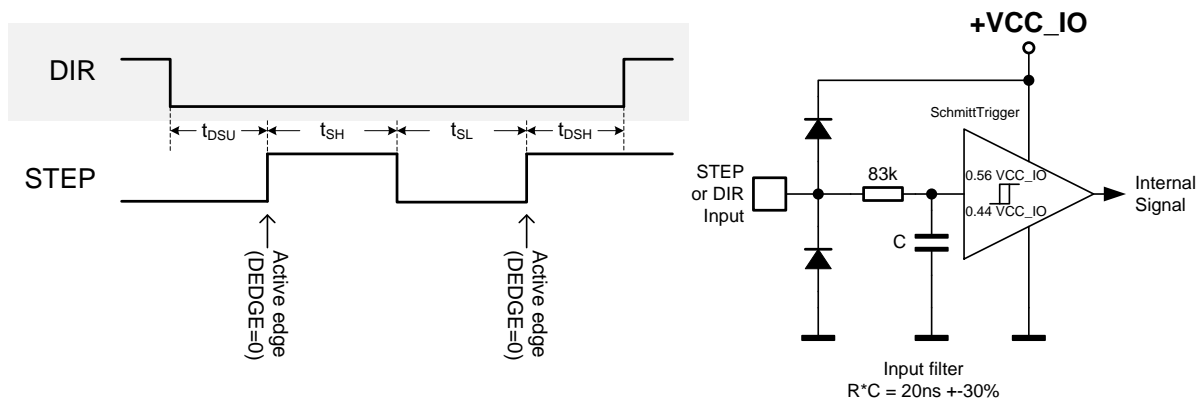 DIR
tDSU
tSH
tSL
tDSH
STEP
Active edge
(DEDGE=0)
Active edge
(DEDGE=0)
+VCC_IO
SchmittTrigger
83k
0.56 VCC_IO
0.44 VCC_IO
STEP
or DIR
Input
Internal
Signal
C
Input filter
R*C = 20ns +-30%